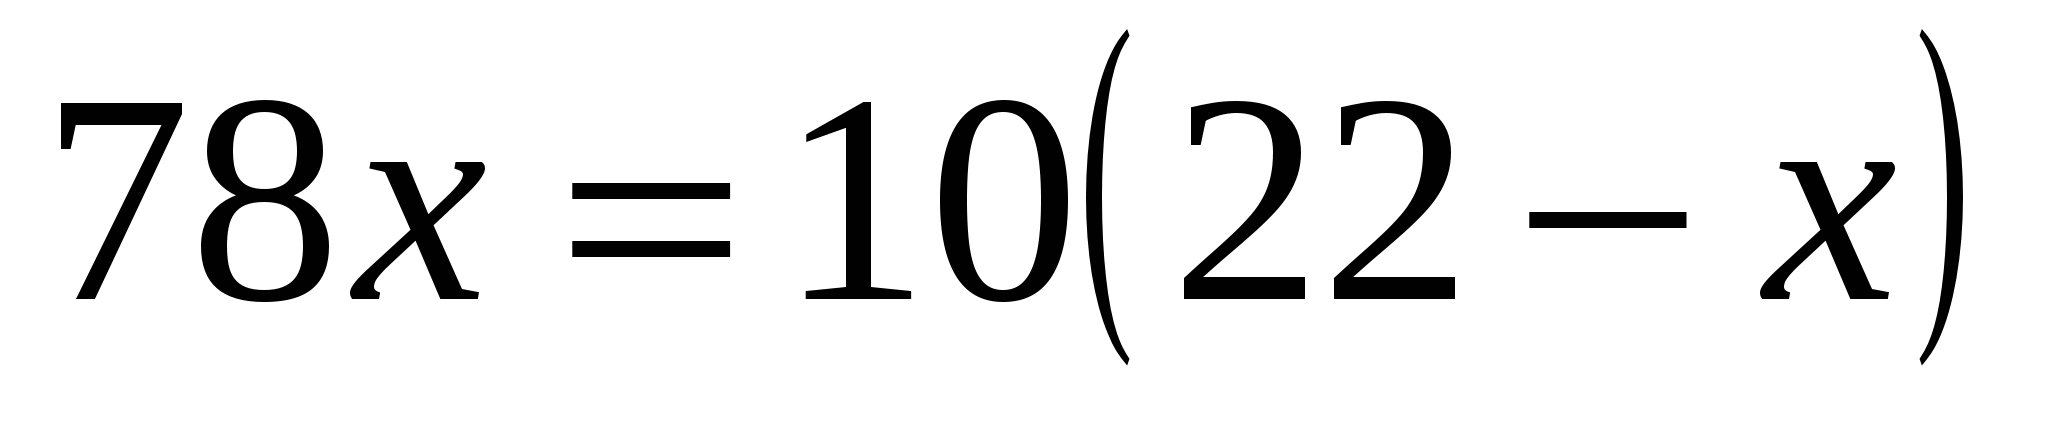 78x = 10(22 − x)